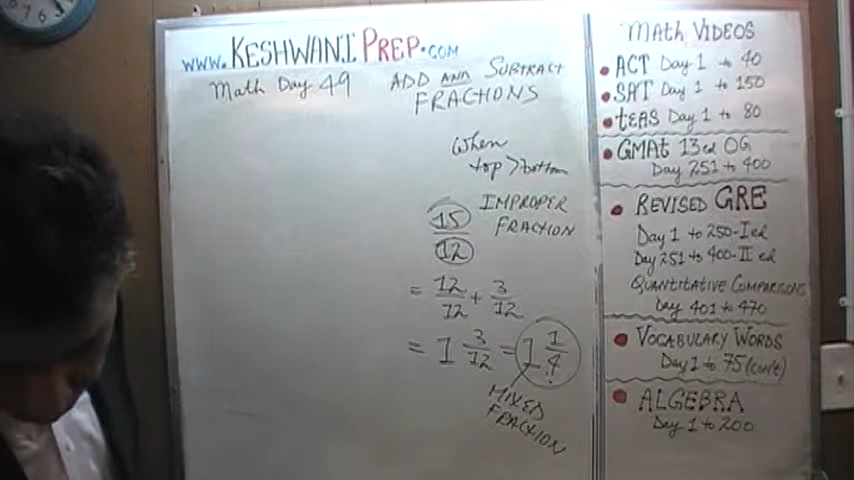 www.KESHWANIPREP.COM
Math Day 49
ADD AND SUBTRACT
FRACTIONS
When
top > bottom
15
12
IMPROPER
FRACTION
= 12/12 + 3/12
= 1 3/12 = 1 1/4
MIXED
FRACTION
Math VIDEOS
ACT Day 1 to 40
SAT Day 1 to 150
tEAS Day 1 to 80
GMAt 13ed OG
Day 251 to 400
REVISED GRE
Day 1 to 250-I ed
Day 251 to 400-II ed
QUANtitAtivE COMPARISONS
Day 401 to 470
VOCABULARY WORDS
Day 1 to 75 (con't)
ALGEBRA
Day 1 to 200